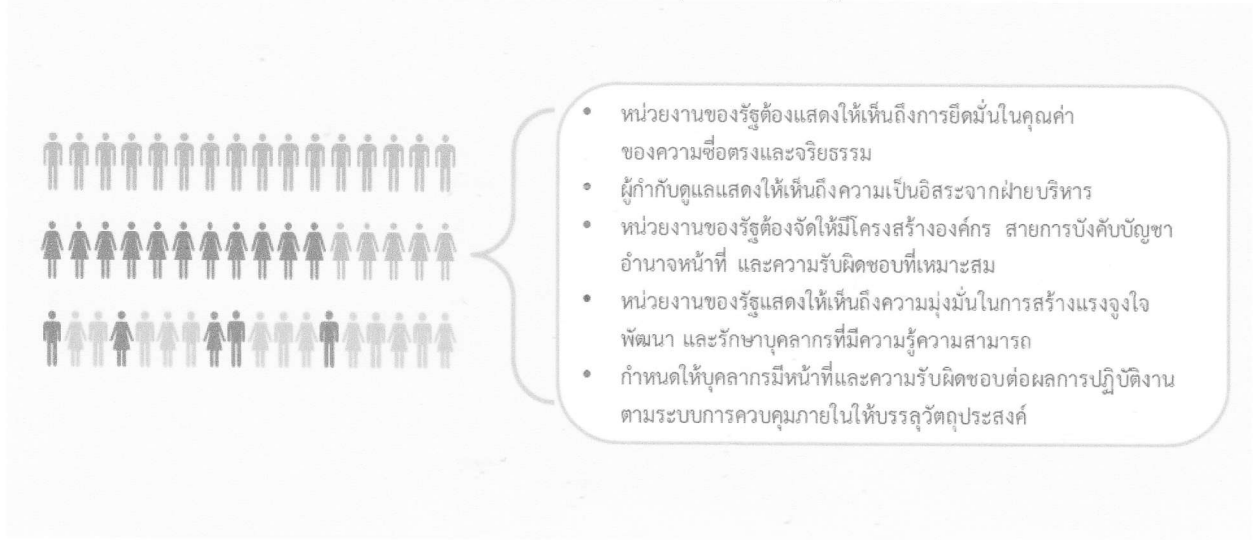 • หน่วยงานของรัฐต้องแสดงให้เห็นถึงการยึดมั่นในคุณค่า
ของความซื่อตรงและจริยธรรม
• ผู้กำกับดูแลแสดงให้เห็นถึงความเป็นอิสระจากฝ่ายบริหาร
• หน่วยงานของรัฐต้องจัดให้มีโครงสร้างองค์กร สายการบังคับบัญชา
อำนาจหน้าที่ และความรับผิดชอบที่เหมาะสม
• หน่วยงานของรัฐแสดงให้เห็นถึงความมุ่งมั่นในการสร้างแรงจูงใจ
พัฒนา และรักษาบุคลากรที่มีความรู้ความสามารถ
• กำหนดให้บุคลากรมีหน้าที่และความรับผิดชอบต่อผลการปฏิบัติงาน
ตามระบบการควบคุมภายในให้บรรลุวัตถุประสงค์